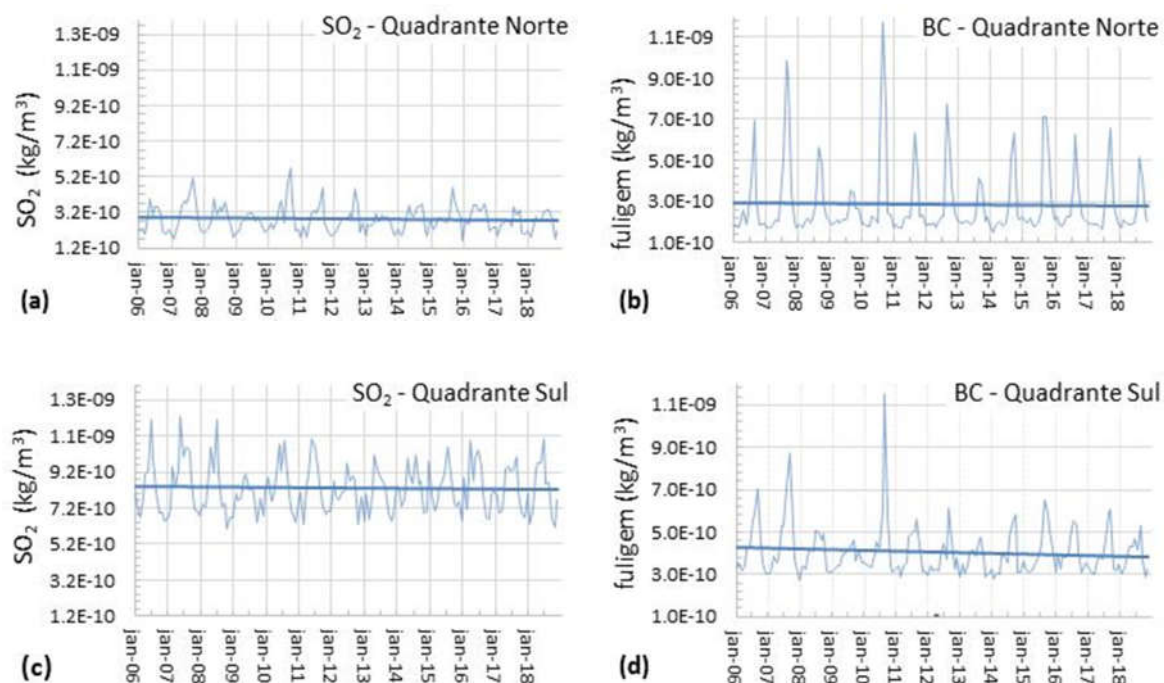 SO₂ - Quadrante Norte
SO₂ (kg/m³)
1.3E-09
1.1E-09
9.2E-10
7.2E-10
5.2E-10
3.2E-10
1.2E-10
jan-06
jan-07
jan-08
jan-09
jan-10
jan-11
jan-12
jan-13
jan-14
jan-15
jan-16
jan-17
jan-18
(a)
BC - Quadrante Norte
fuligem (kg/m³)
1.1E-09
9.0E-10
7.0E-10
5.0E-10
3.0E-10
1.0E-10
jan-06
jan-07
jan-08
jan-09
jan-10
jan-11
jan-12
jan-13
jan-14
jan-15
jan-16
jan-17
jan-18
(b)
SO₂ - Quadrante Sul
SO₂ (kg/m³)
1.3E-09
1.1E-09
9.2E-10
7.2E-10
5.2E-10
3.2E-10
1.2E-10
jan-06
jan-07
jan-08
jan-09
jan-10
jan-11
jan-12
jan-13
jan-14
jan-15
jan-16
jan-17
jan-18
(c)
BC - Quadrante Sul
fuligem (kg/m³)
1.1E-09
9.0E-10
7.0E-10
5.0E-10
3.0E-10
1.0E-10
jan-06
jan-07
jan-08
jan-09
jan-10
jan-11
jan-12
jan-13
jan-14
jan-15
jan-16
jan-17
jan-18
(d)